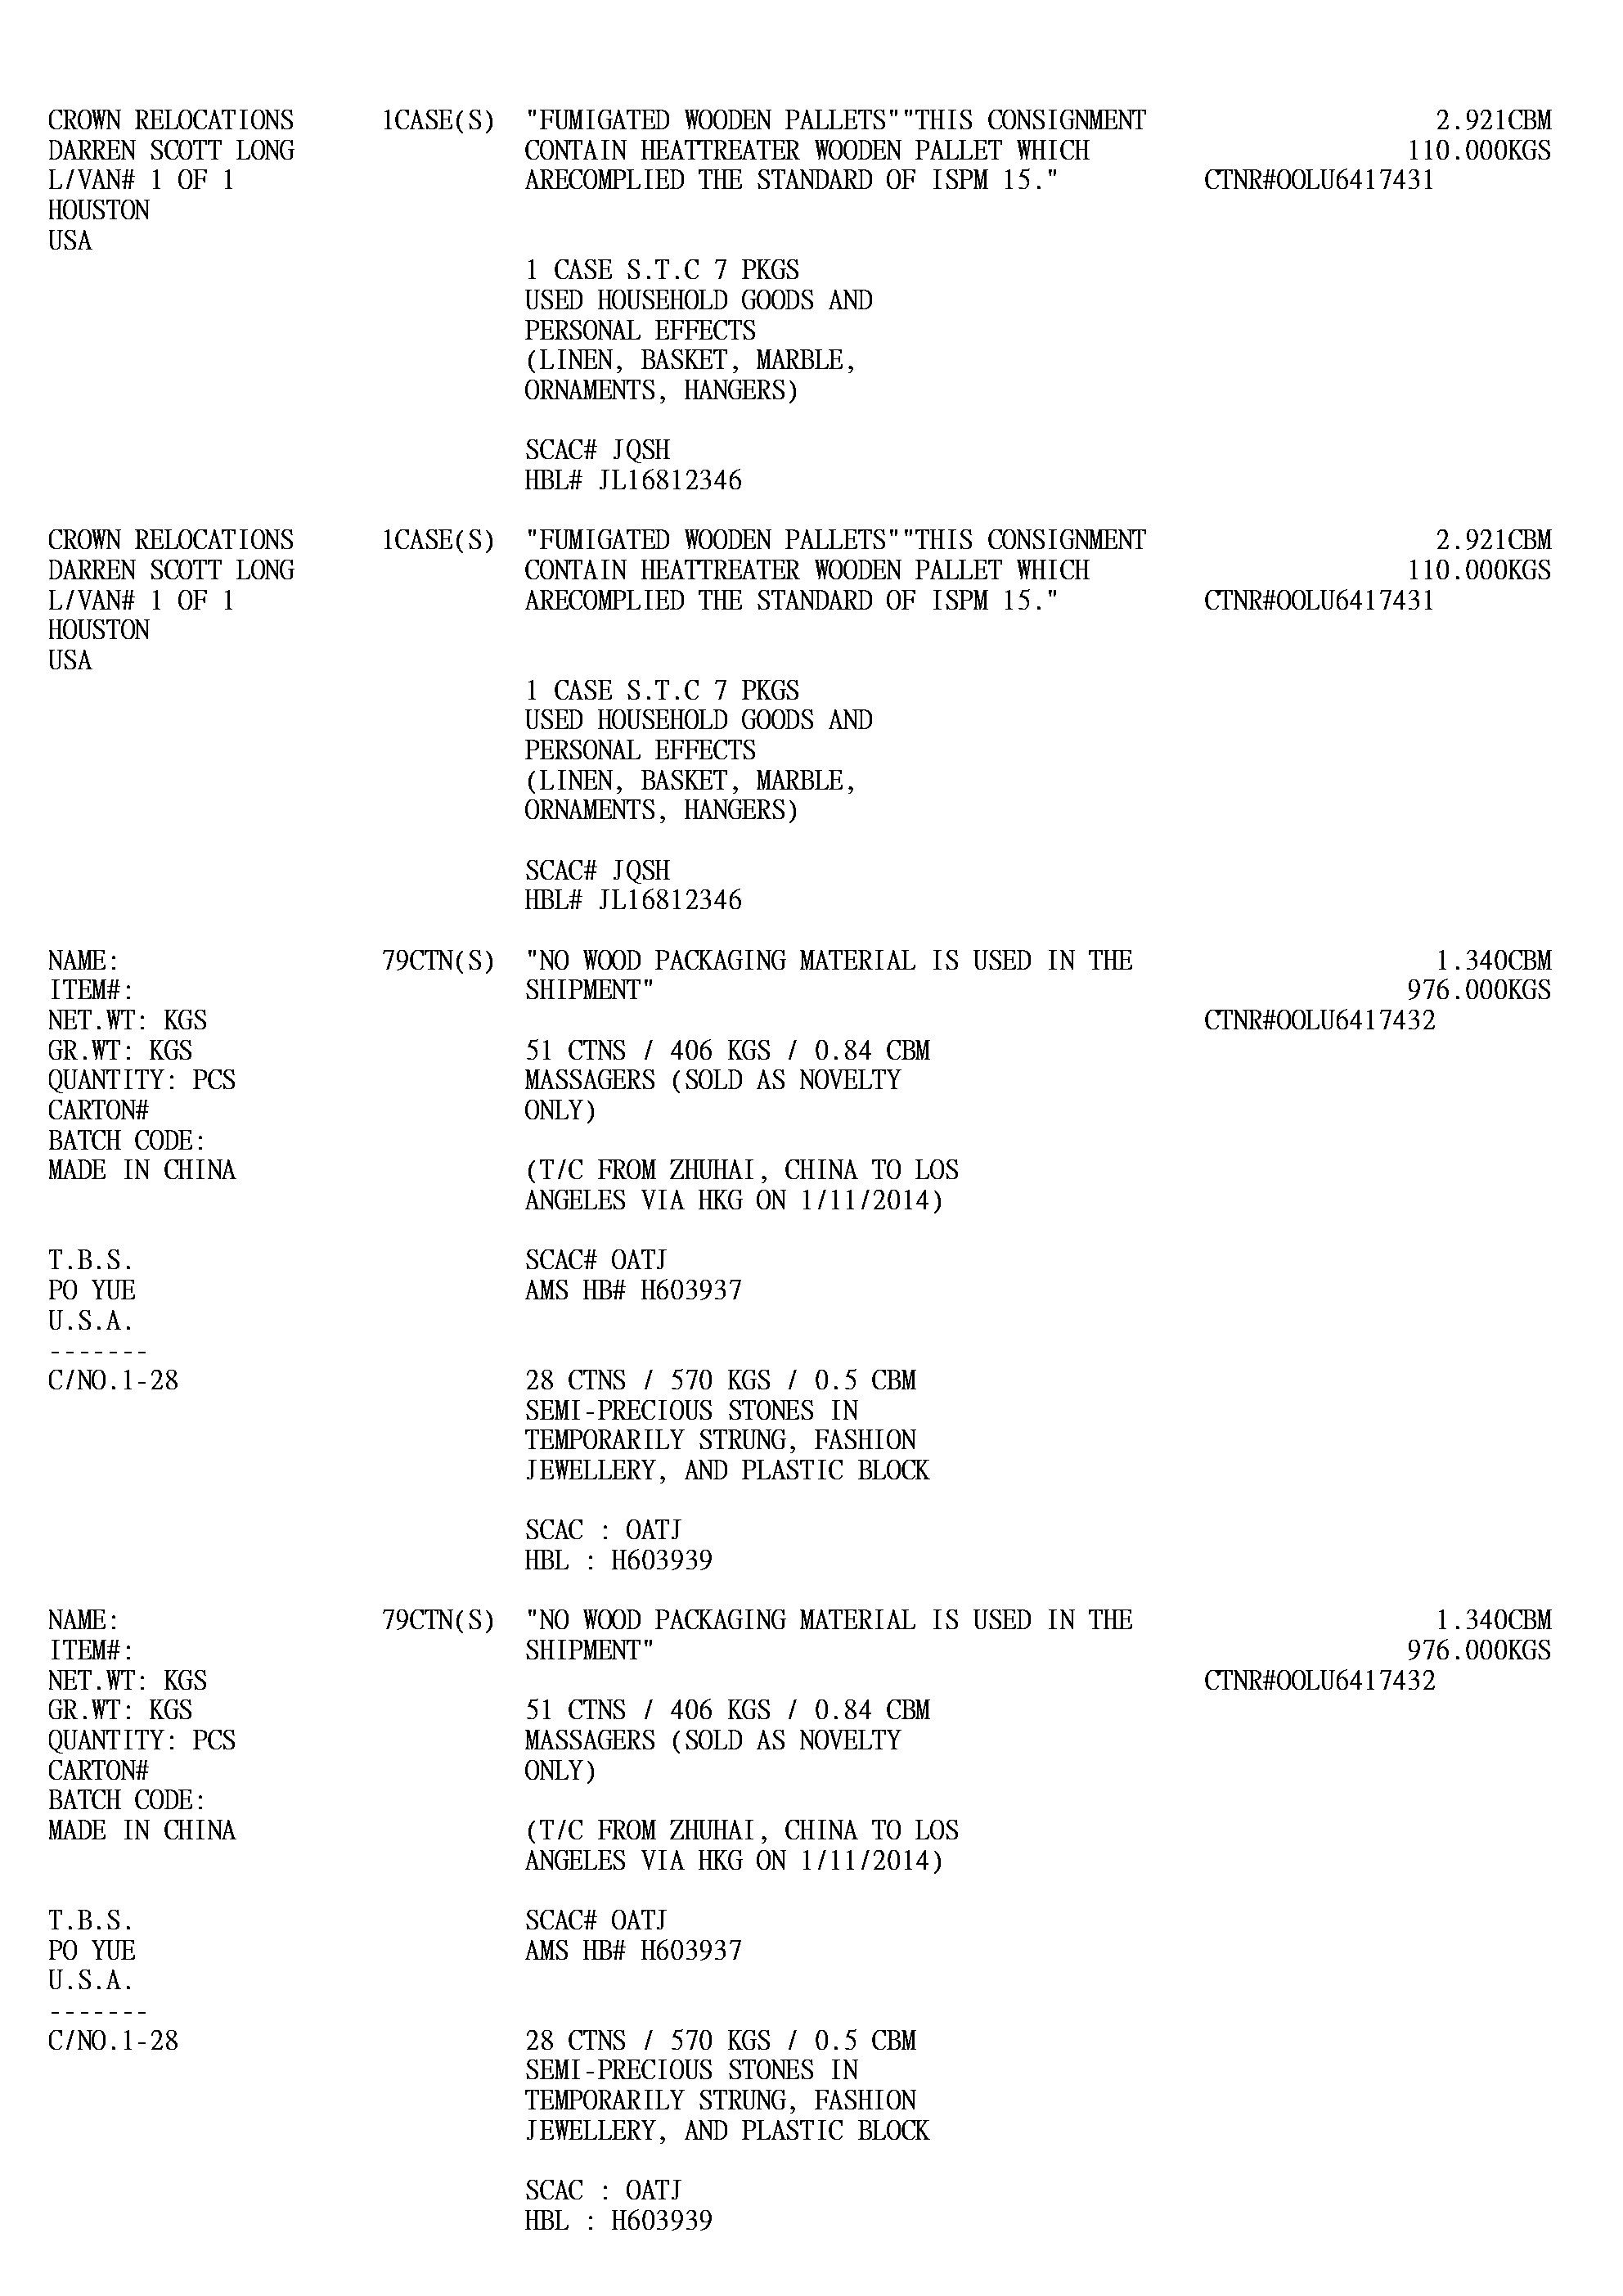 CROWN RELOCATIONS 1CASE(S) "FUMIGATED WOODEN PALLETS""THIS CONSIGNMENT 2.921CBM
DARREN SCOTT LONG CONTAIN HEATTREATER WOODEN PALLET WHICH 110.000KGS
L/VAN# 1 OF 1 ARECOMPLIED THE STANDARD OF ISPM 15." CTNR#OOLU6417431
HOUSTON
USA
1 CASE S.T.C 7 PKGS
USED HOUSEHOLD GOODS AND
PERSONAL EFFECTS
(LINEN, BASKET, MARBLE,
ORNAMENTS, HANGERS)
SCAC# JQSH
HBL# JL16812346
CROWN RELOCATIONS 1CASE(S) "FUMIGATED WOODEN PALLETS""THIS CONSIGNMENT 2.921CBM
DARREN SCOTT LONG CONTAIN HEATTREATER WOODEN PALLET WHICH 110.000KGS
L/VAN# 1 OF 1 ARECOMPLIED THE STANDARD OF ISPM 15." CTNR#OOLU6417431
HOUSTON
USA
1 CASE S.T.C 7 PKGS
USED HOUSEHOLD GOODS AND
PERSONAL EFFECTS
(LINEN, BASKET, MARBLE,
ORNAMENTS, HANGERS)
SCAC# JQSH
HBL# JL16812346
NAME: 79CTN(S) "NO WOOD PACKAGING MATERIAL IS USED IN THE 1.340CBM
ITEM#: SHIPMENT" 976.000KGS
NET.WT: KGS CTNR#OOLU6417432
GR.WT: KGS 51 CTNS / 406 KGS / 0.84 CBM
QUANTITY: PCS MASSAGERS (SOLD AS NOVELTY
CARTON# ONLY)
BATCH CODE:
MADE IN CHINA (T/C FROM ZHUHAI, CHINA TO LOS
ANGELES VIA HKG ON 1/11/2014)
T.B.S. SCAC# OATJ
PO YUE AMS HB# H603937
U.S.A.
-------
C/NO.1-28 28 CTNS / 570 KGS / 0.5 CBM
SEMI-PRECIOUS STONES IN
TEMPORARILY STRUNG, FASHION
JEWELLERY, AND PLASTIC BLOCK
SCAC : OATJ
HBL : H603939
NAME: 79CTN(S) "NO WOOD PACKAGING MATERIAL IS USED IN THE 1.340CBM
ITEM#: SHIPMENT" 976.000KGS
NET.WT: KGS CTNR#OOLU6417432
GR.WT: KGS 51 CTNS / 406 KGS / 0.84 CBM
QUANTITY: PCS MASSAGERS (SOLD AS NOVELTY
CARTON# ONLY)
BATCH CODE:
MADE IN CHINA (T/C FROM ZHUHAI, CHINA TO LOS
ANGELES VIA HKG ON 1/11/2014)
T.B.S. SCAC# OATJ
PO YUE AMS HB# H603937
U.S.A.
-------
C/NO.1-28 28 CTNS / 570 KGS / 0.5 CBM
SEMI-PRECIOUS STONES IN
TEMPORARILY STRUNG, FASHION
JEWELLERY, AND PLASTIC BLOCK
SCAC : OATJ
HBL : H603939